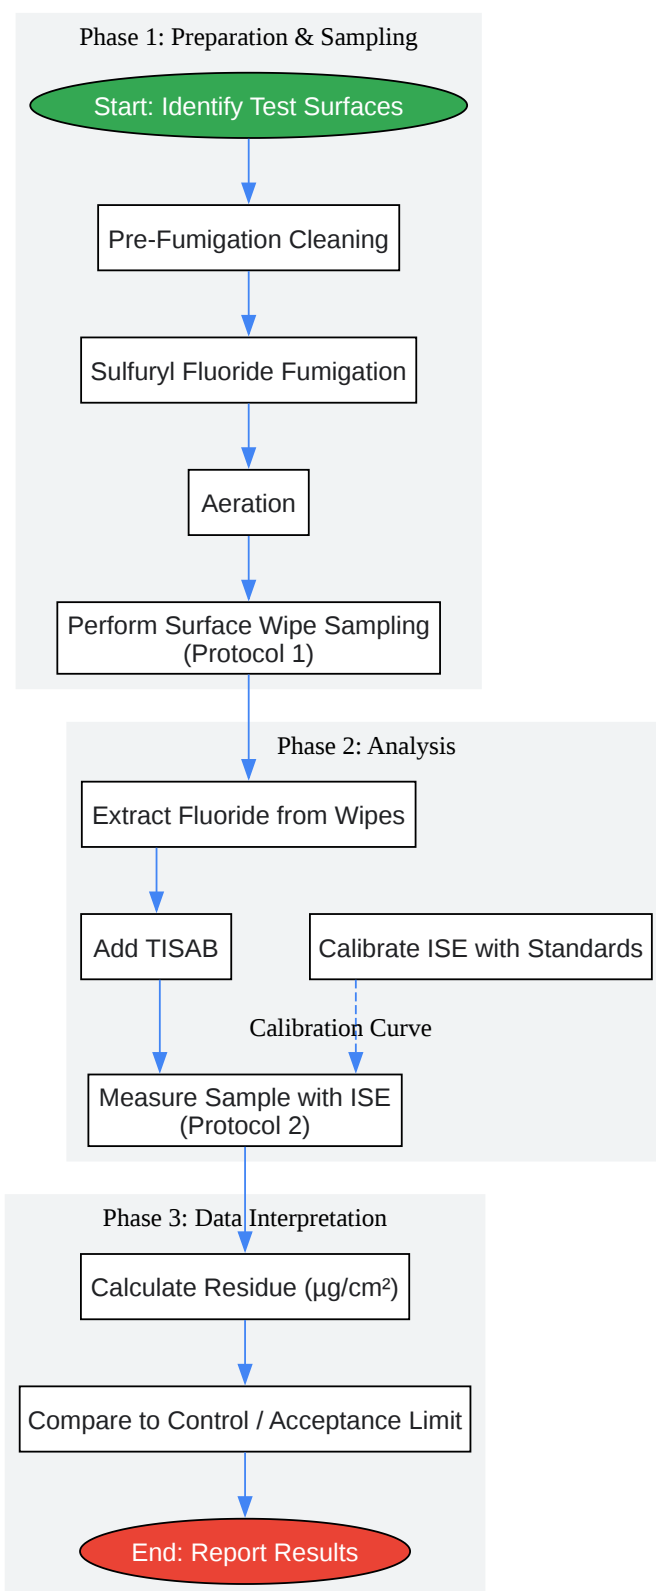 Phase 1: Preparation & Sampling
Start: Identify Test Surfaces
Pre-Fumigation Cleaning
Sulfuryl Fluoride Fumigation
Aeration
Perform Surface Wipe Sampling
(Protocol 1)
Phase 2: Analysis
Extract Fluoride from Wipes
Add TISAB
Calibrate ISE with Standards
Calibration Curve
Measure Sample with ISE
(Protocol 2)
Phase 3: Data Interpretation
Calculate Residue (µg/cm²)
Compare to Control / Acceptance Limit
End: Report Results